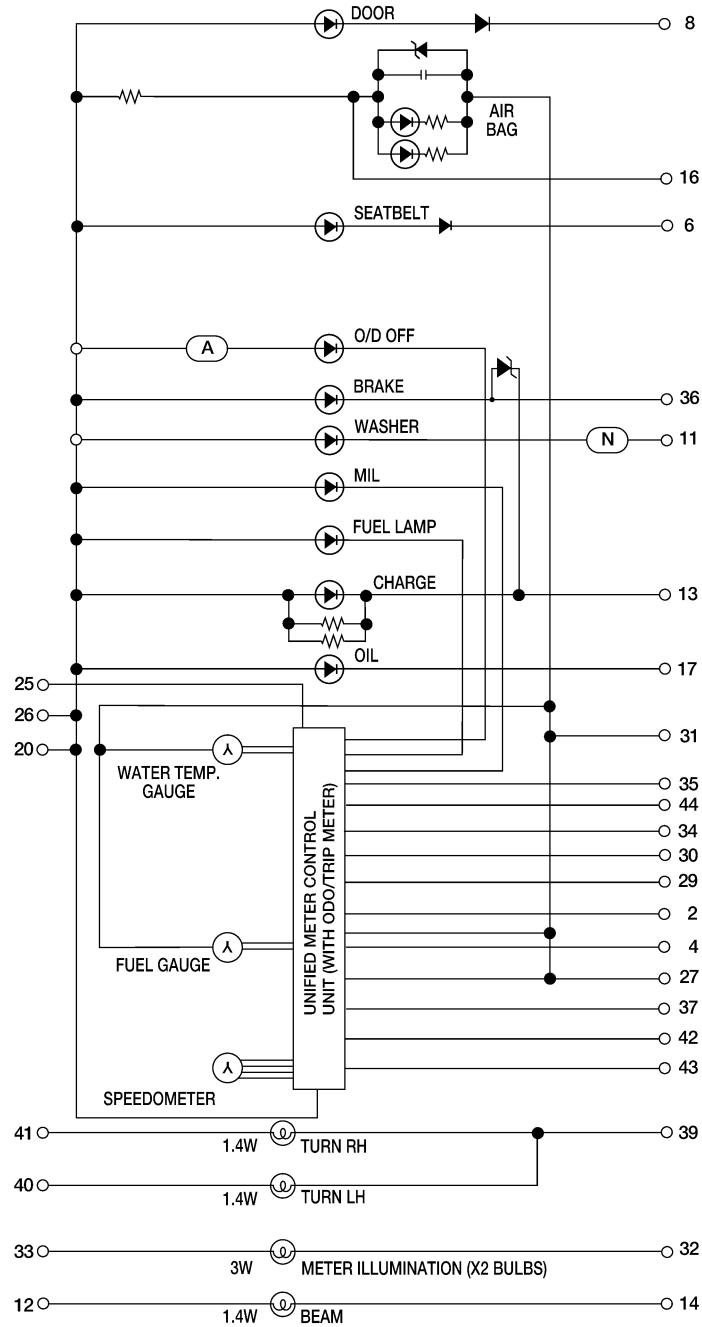 DOOR
8
AIR
BAG
16
SEATBELT
6
A
O/D OFF
BRAKE
36
WASHER
N
11
MIL
FUEL LAMP
CHARGE
13
OIL
17
25
26
20
31
WATER TEMP.
GAUGE
35
44
34
30
29
2
4
27
37
42
43
UNIFIED METER CONTROL
UNIT (WITH ODO/TRIP METER)
FUEL GAUGE
SPEEDOMETER
41
1.4W
TURN RH
39
40
1.4W
TURN LH
33
3W
METER ILLUMINATION (X2 BULBS)
32
12
1.4W
BEAM
14